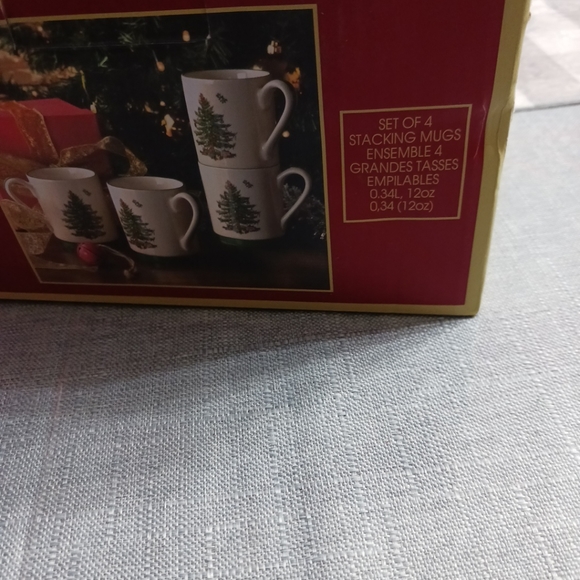 SET OF 4
STACKING MUGS
ENSEMBLE 4
GRANDES TASSES
EMPILABLES
0.34L, 12oz
0,34 (12oz)